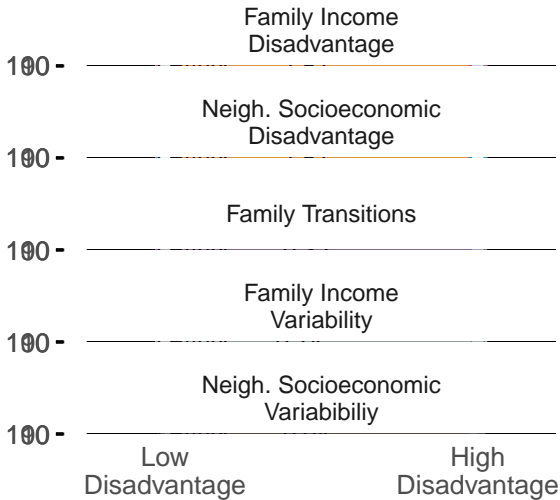 Family Income
Disadvantage
Neigh. Socioeconomic
Disadvantage
Family Transitions
Family Income
Variability
Neigh. Socioeconomic
Variabibiliy
Low
Disadvantage
High
Disadvantage